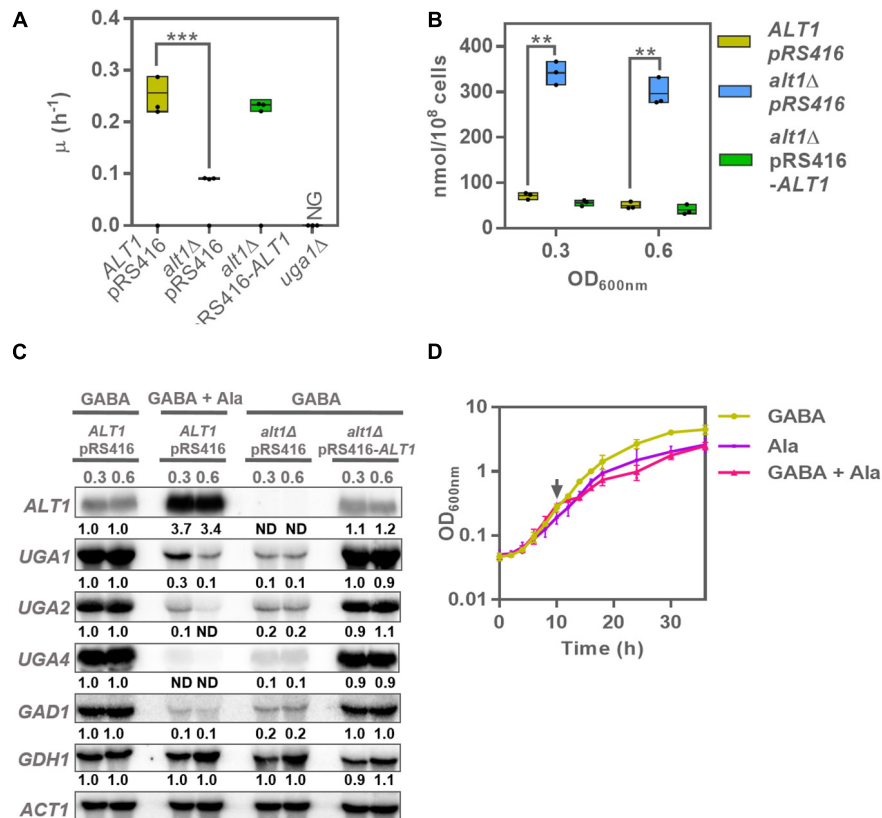 A
μ (h-1)
0.4
0.3
0.2
0.1
0.0
***
NG
ALT1
pRS416
alt1Δ
pRS416
alt1Δ
pRS416-ALT1
uga1Δ
B
nmol/10^8 cells
400
300
200
100
0
**
**
0.3
0.6
OD600nm
ALT1
pRS416
alt1Δ
pRS416
alt1Δ
pRS416
-ALT1
C
GABA GABA + Ala GABA
ALT1 ALT1 alt1Δ alt1Δ
pRS416 pRS416 pRS416 pRS416-ALT1
0.3 0.6 0.3 0.6 0.3 0.6 0.3 0.6
ALT1
1.0 1.0 3.7 3.4 ND ND 1.1 1.2
UGA1
1.0 1.0 0.3 0.1 0.1 0.1 1.0 0.9
UGA2
1.0 1.0 0.1 ND 0.2 0.2 0.9 1.1
UGA4
1.0 1.0 ND ND 0.1 0.1 0.9 0.9
GAD1
1.0 1.0 0.1 0.1 0.2 0.2 1.0 1.0
GDH1
1.0 1.0 1.0 1.0 1.0 1.0 0.9 1.1
ACT1
D
OD600nm
100
10
1
0.10
0.01
0
10
20
30
Time (h)
GABA
Ala
GABA + Ala